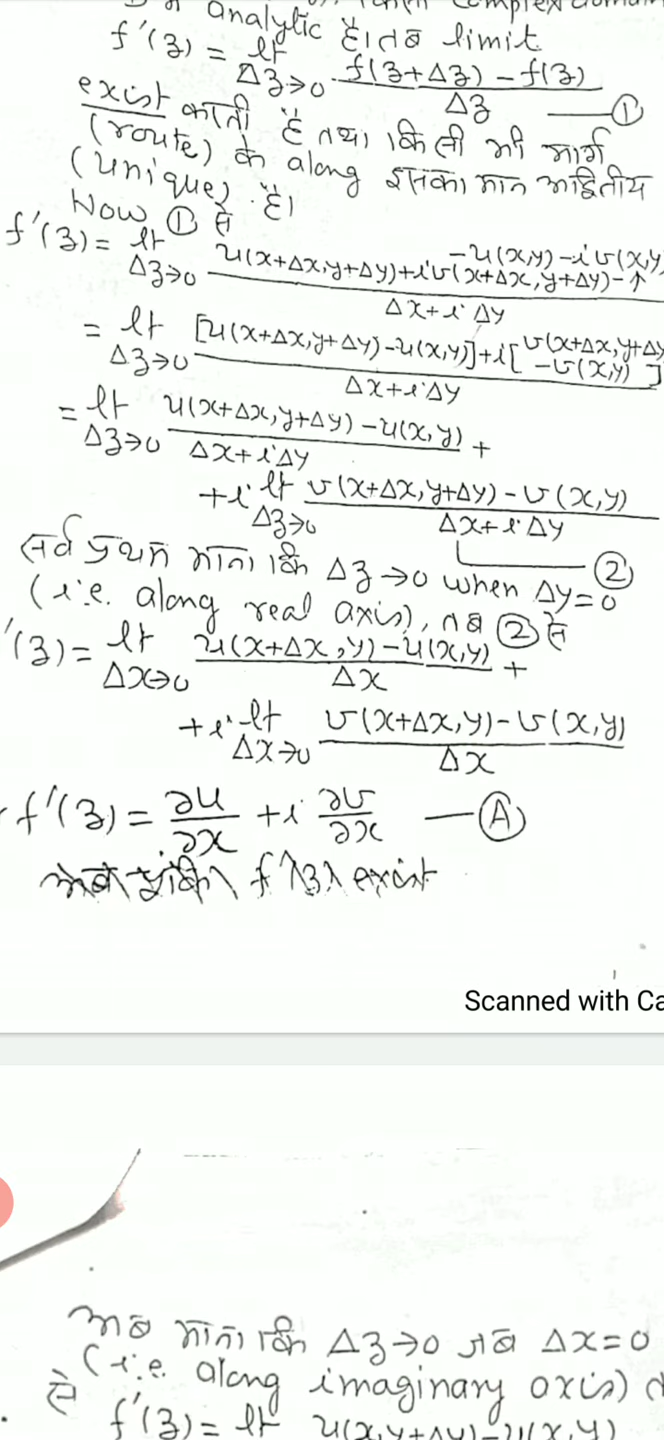 analytic है। तब limit
f'(z) = lt Δz→0 f(z+Δz) - f(z) / Δz —①
exist करती है तथा किसी भी मार्ग
(route) के along इसका मान अद्वितीय
(unique) है।
Now ① से
f'(z) = lt Δz→0 u(x+Δx,y+Δy)+iv(x+Δx,y+Δy)-↑ -u(x,y)-iv(x,y) / Δx+iΔy
= lt Δz→0 [u(x+Δx,y+Δy)-u(x,y)]+i[v(x+Δx,y+Δy -v(x,y)] / Δx+iΔy
= lt Δz→0 u(x+Δx,y+Δy)-u(x,y) / Δx+iΔy +
+i lt Δz→0 v(x+Δx,y+Δy)-v(x,y) / Δx+iΔy —②
सर्व प्रथम माना कि Δz→0 when Δy=0
(i.e. along real axis), तब ② से
'(z) = lt Δx→0 u(x+Δx,y)-u(x,y) / Δx +
+i lt Δx→0 v(x+Δx,y)-v(x,y) / Δx
f'(z) = ∂u/∂x + i ∂v/∂x —Ⓐ
exist
Scanned with Ca
अब माना कि Δz→0 जब Δx=0
(i.e. along imaginary axis) त
से
f'(z) = lt u(x,y+Δy)-u(x,y)